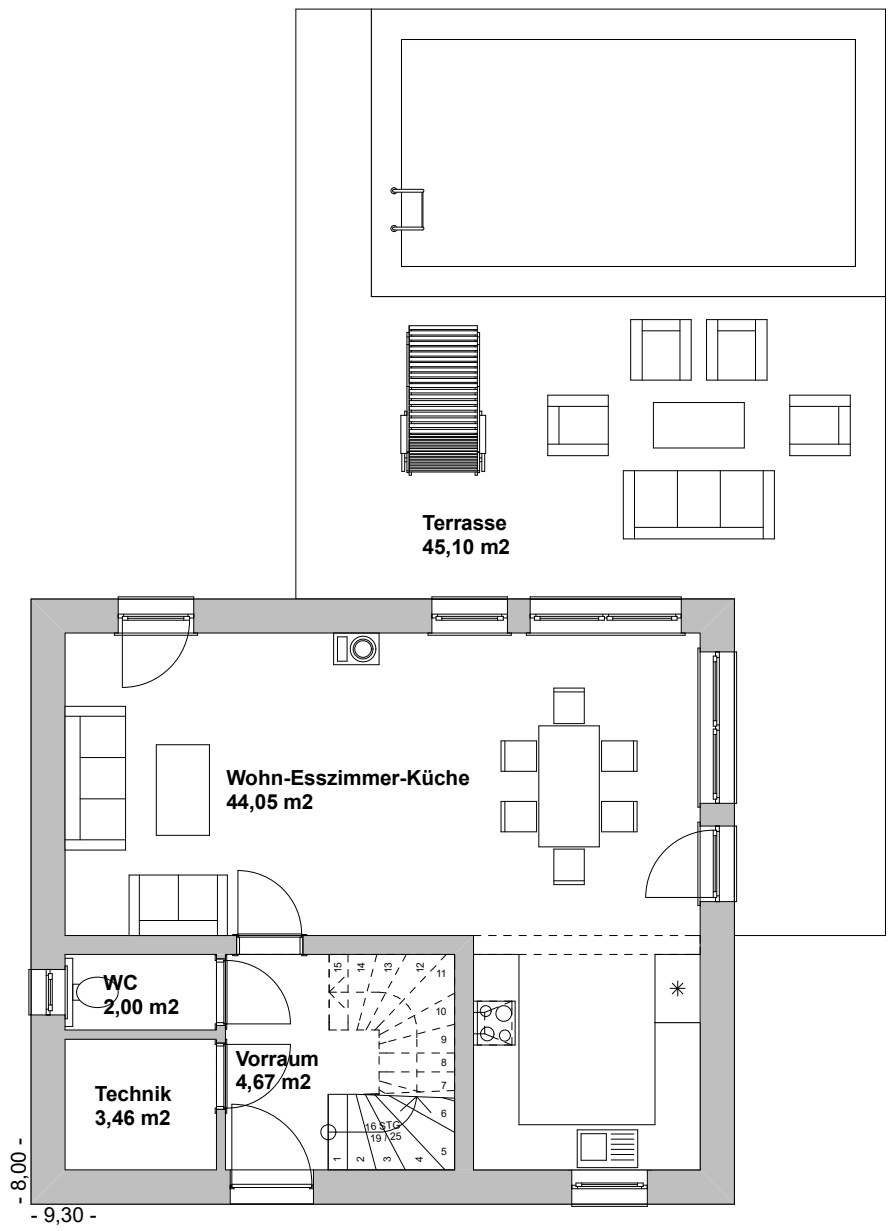 Terrasse
45,10 m2
Wohn-Esszimmer-Küche
44,05 m2
WC
2,00 m2
Vorraum
4,67 m2
Technik
3,46 m2
15
14
13
12
11
10
9
8
7
6
5
4
3
2
1
16 STG
19 / 25
- 8,00 -
- 9,30 -